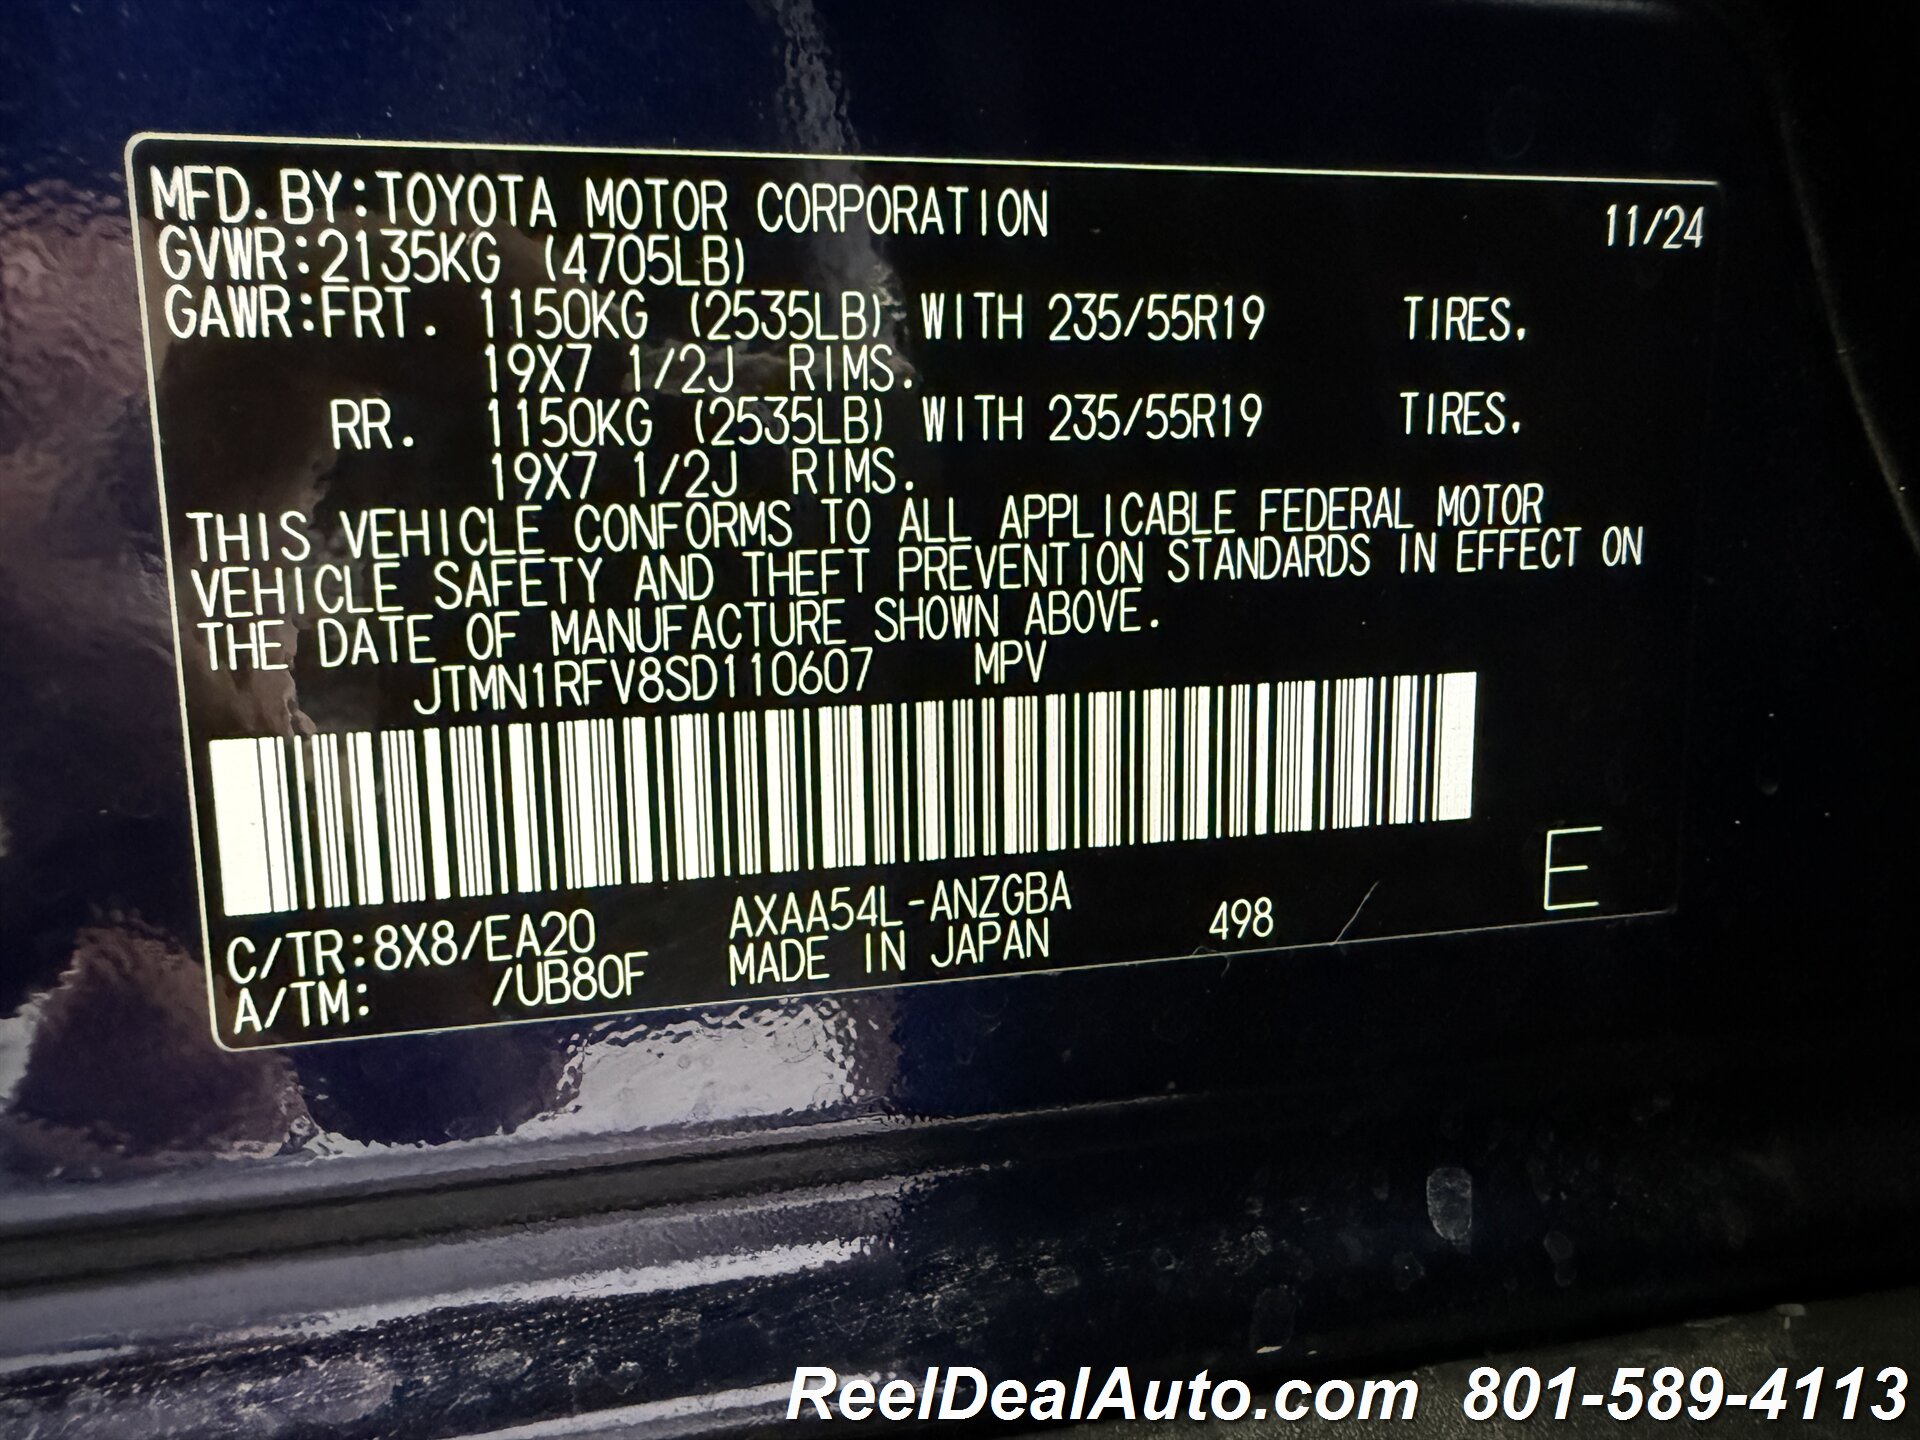 MFD.BY:TOYOTA MOTOR CORPORATION 11/24
GVWR:2135KG (4705LB)
GAWR:FRT. 1150KG (2535LB) WITH 235/55R19 TIRES,
19X7 1/2J RIMS.
RR. 1150KG (2535LB) WITH 235/55R19 TIRES,
19X7 1/2J RIMS.
THIS VEHICLE CONFORMS TO ALL APPLICABLE FEDERAL MOTOR
VEHICLE SAFETY AND THEFT PREVENTION STANDARDS IN EFFECT ON
THE DATE OF MANUFACTURE SHOWN ABOVE.
JTMN1RFV8SD110607 MPV
E
C/TR:8X8/EA20 AXAA54L-ANZGBA 498
A/TM: /UB80F MADE IN JAPAN
ReelDealAuto.com 801-589-4113